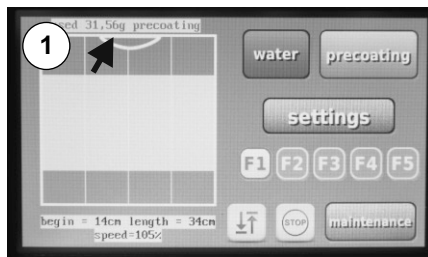 1
sed 31,56g precoating
water
precoating
settings
F1 F2 F3 F4 F5
begin = 14cm length = 34cm
speed=105%
STOP
maintenance